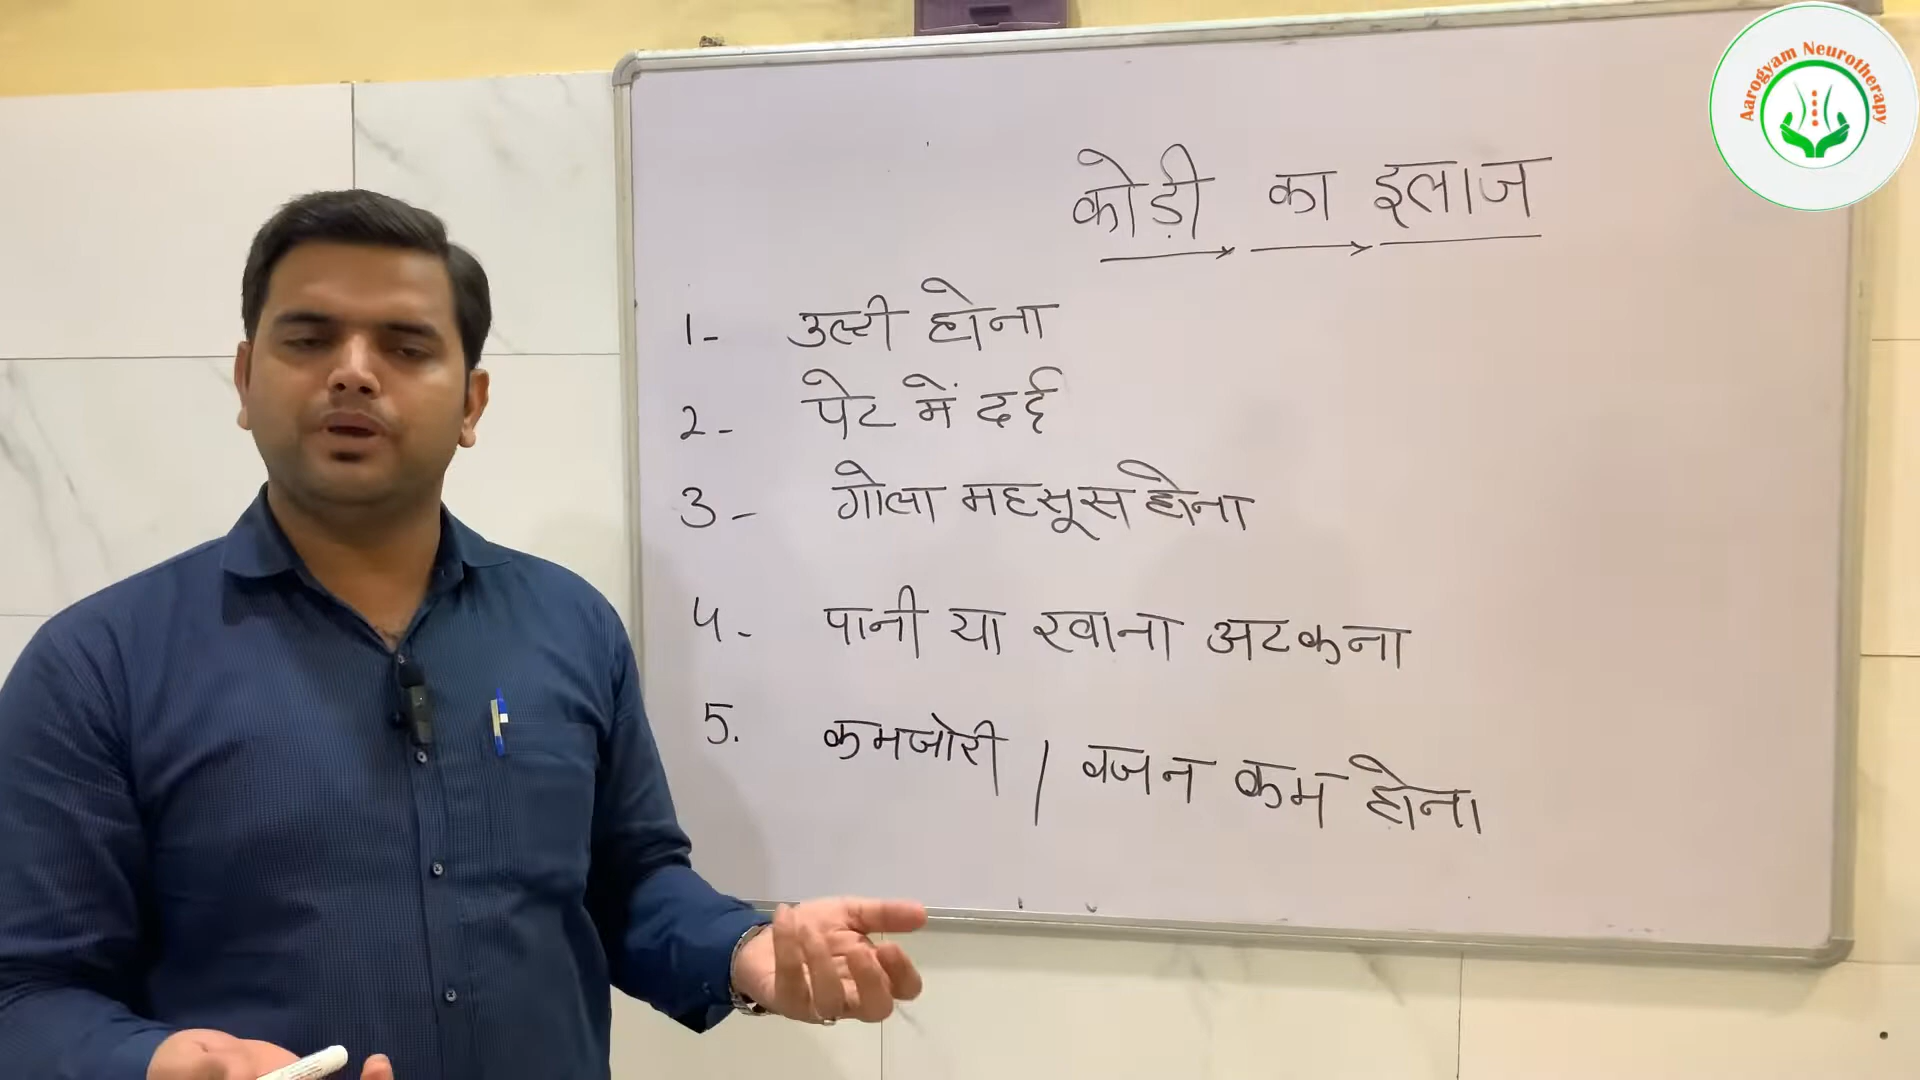 Aarogyam Neurotherapy
कोड़ी का इलाज
1- उल्टी होना
2- पेट में दर्द
3- गोला महसूस होना
4- पानी या खाना अटकना
5. कमजोरी / वजन कम होना